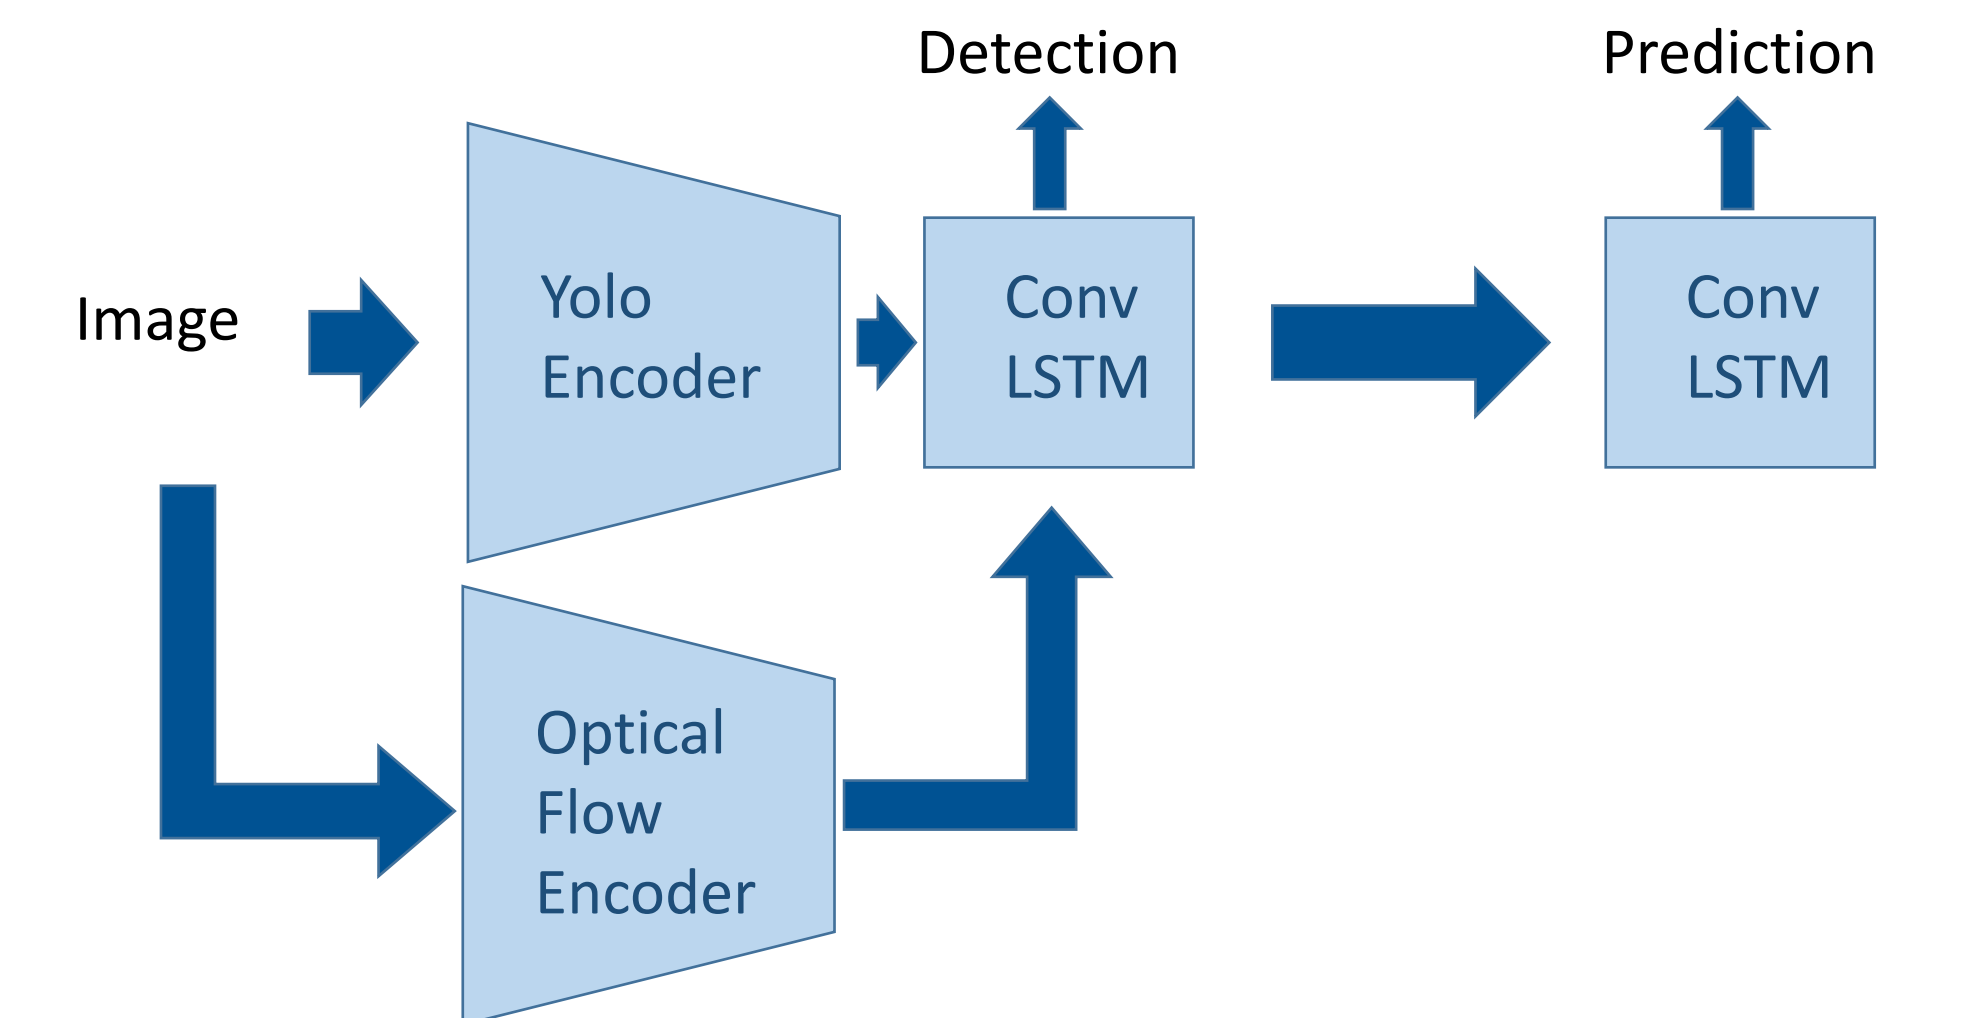 Detection
Prediction
Image
Yolo
Encoder
Conv
LSTM
Conv
LSTM
Optical
Flow
Encoder